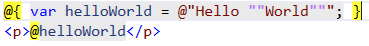 @{ var helloWorld = @"Hello ""World"""; }
<p>@helloWorld</p>